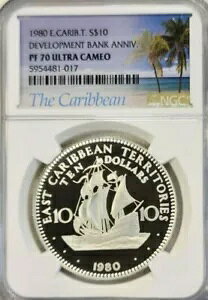 1980 E.CARIB.T. S$10
DEVELOPMENT BANK ANNIV.
PF 70 ULTRA CAMEO
5954481-017
The Caribbean
NGC
EAST CARIBBEAN TERRITORIES
TEN DOLLARS
10 10
1980